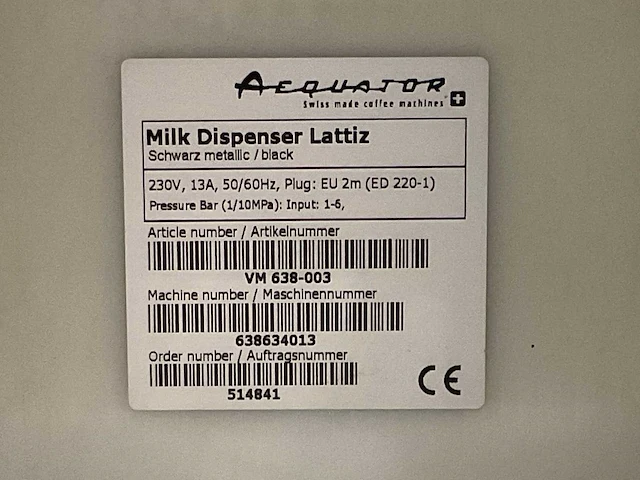 AEQUATOR
Swiss made coffee machines
Milk Dispenser Lattiz
Schwarz metallic / black
230V, 13A, 50/60Hz, Plug: EU 2m (ED 220-1)
Pressure Bar (1/10MPa): Input: 1-6,
Article number / Artikelnummer
VM 638-003
Machine number / Maschinennummer
638634013
Order number / Auftragsnummer
514841
CE